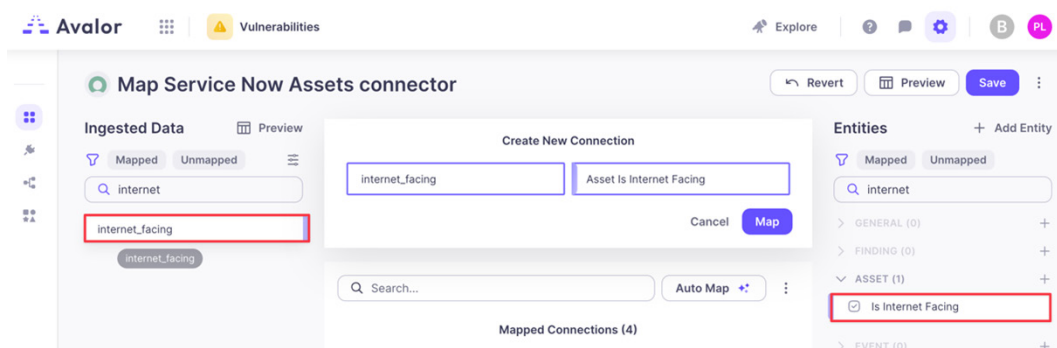 Avalor
Vulnerabilities
Explore
B
PL
Map Service Now Assets connector
Revert
Preview
Save
Ingested Data
Preview
Mapped
Unmapped
internet
internet_facing
internet_facing
Create New Connection
internet_facing
Asset Is Internet Facing
Cancel
Map
Search...
Auto Map
Mapped Connections (4)
Entities
+ Add Entity
Mapped
Unmapped
internet
GENERAL (0)
FINDING (0)
ASSET (1)
Is Internet Facing
EVENT (0)